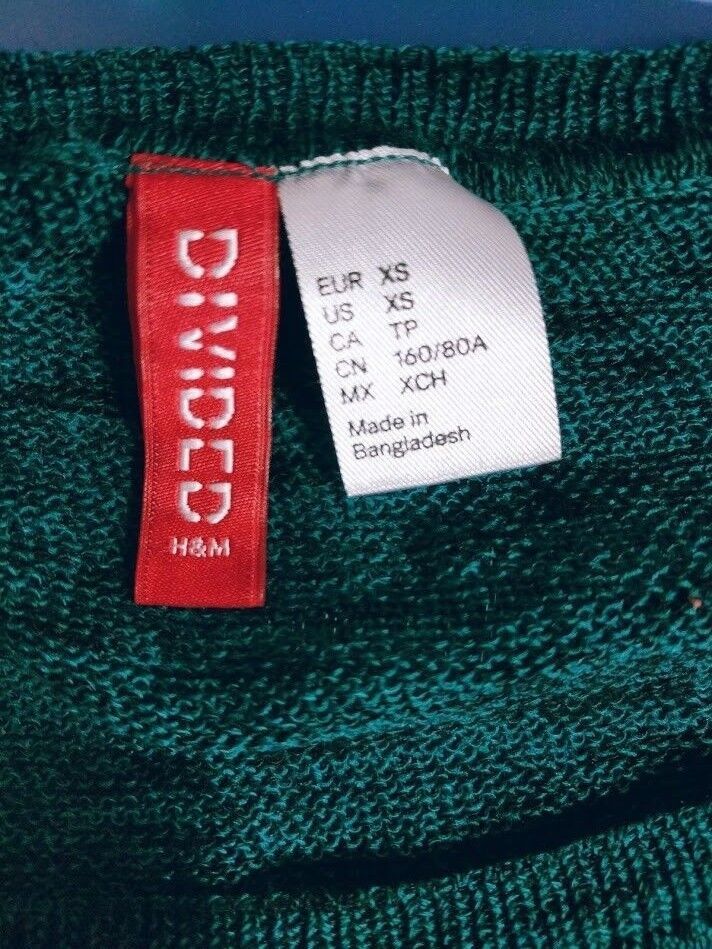 DIVIDED
H&M
EUR XS
US XS
CA TP
CN 160/80A
MX XCH
Made in
Bangladesh